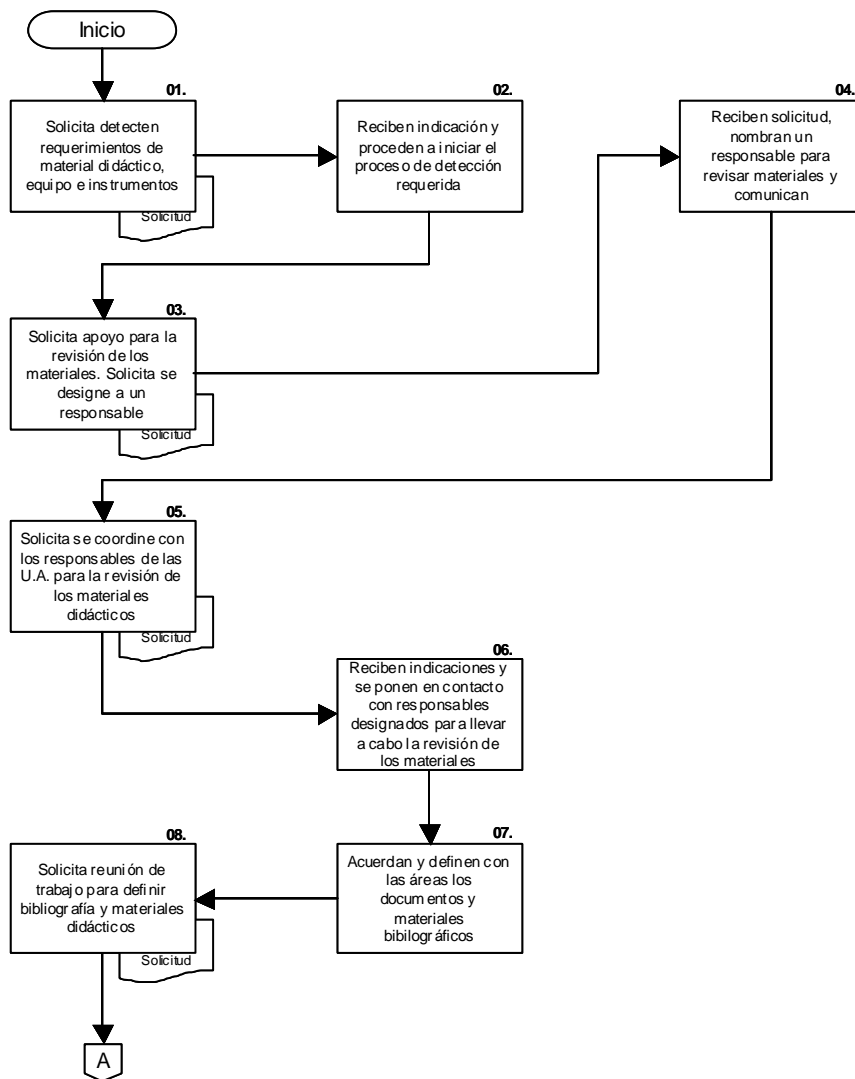 Inicio
01.
Solicita detecten
requerimientos de
material didáctico,
equipo e instrumentos
Solicitud
02.
Reciben indicación y
proceden a iniciar el
proceso de detección
requerida
04.
Reciben solicitud,
nombran un
responsable para
revisar materiales y
comunican
03.
Solicita apoyo para la
revisión de los
materiales. Solicita se
designe a un
responsable
Solicitud
05.
Solicita se coordine con
los responsables de las
U.A. para la revisión de
los materiales
didácticos
Solicitud
06.
Reciben indicaciones y
se ponen en contacto
con responsables
designados para llevar
a cabo la revisión de
los materiales
07.
Acuerdan y definen con
las áreas los
documentos y
materiales
bibilográficos
08.
Solicita reunión de
trabajo para definir
bibliografía y materiales
didácticos
Solicitud
A